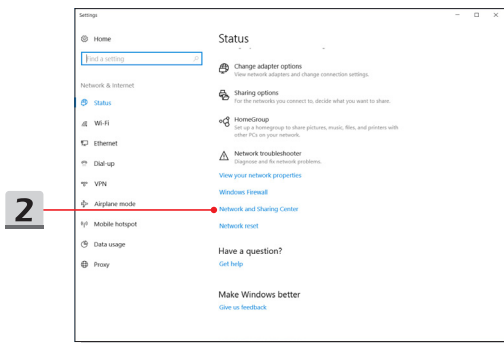 Settings
Home
Find a setting
Network & Internet
Status
Wi-Fi
Ethernet
Dial-up
VPN
Airplane mode
Mobile hotspot
Data usage
Proxy
2
Status
Change adapter options
View network adapters and change connection settings.
Sharing options
For the networks you connect to, decide what you want to share.
HomeGroup
Set up a homegroup to share pictures, music, files, and printers with
other PCs on your network.
Network troubleshooter
Diagnose and fix network problems.
View your network properties
Windows Firewall
Network and Sharing Center
Network reset
Have a question?
Get help
Make Windows better
Give us feedback